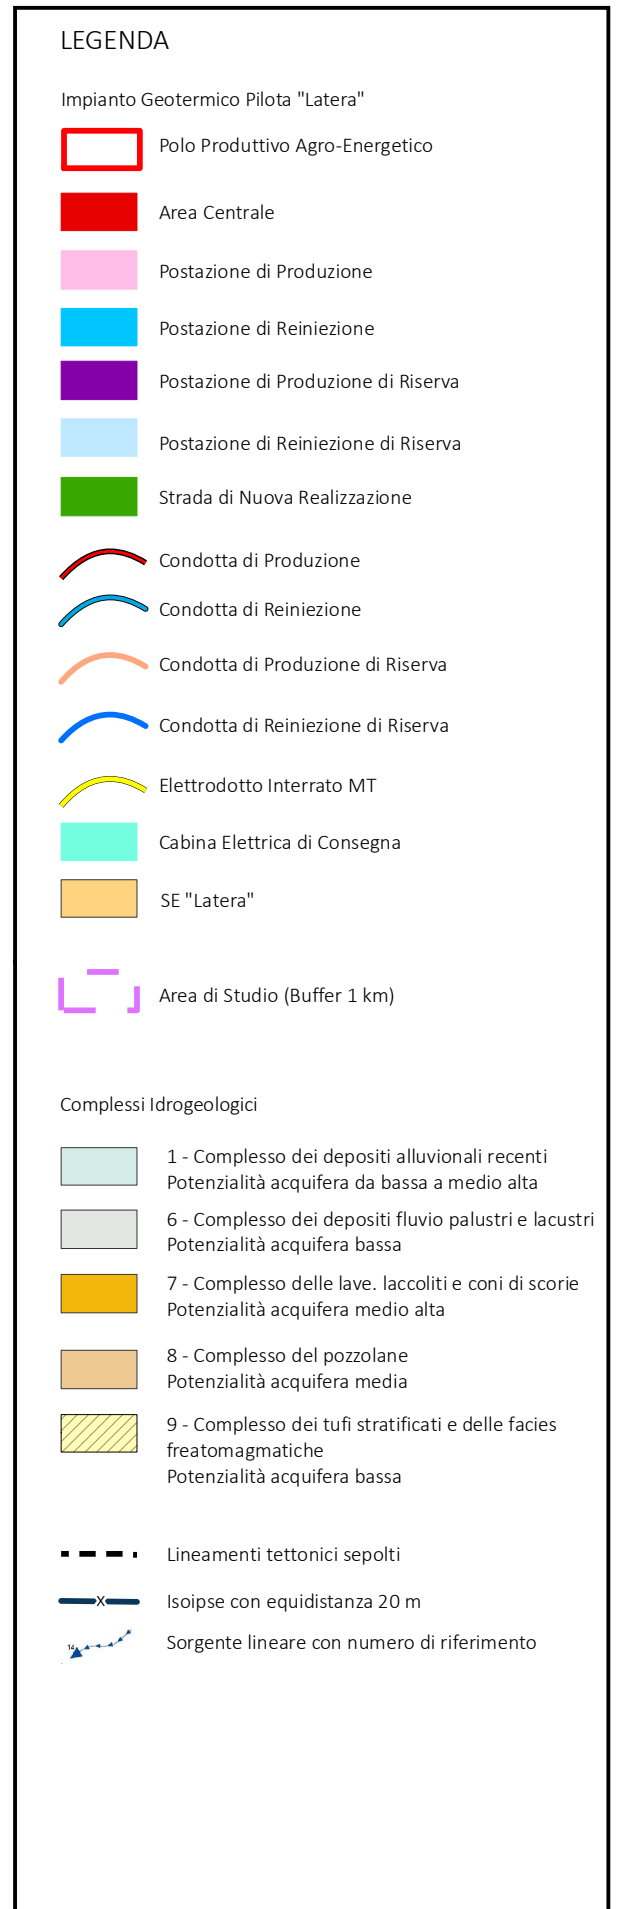 LEGENDA
Impianto Geotermico Pilota "Latera"
Polo Produttivo Agro-Energetico
Area Centrale
Postazione di Produzione
Postazione di Reiniezione
Postazione di Produzione di Riserva
Postazione di Reiniezione di Riserva
Strada di Nuova Realizzazione
Condotta di Produzione
Condotta di Reiniezione
Condotta di Produzione di Riserva
Condotta di Reiniezione di Riserva
Elettrodotto Interrato MT
Cabina Elettrica di Consegna
SE "Latera"
Area di Studio (Buffer 1 km)
Complessi Idrogeologici
1 - Complesso dei depositi alluvionali recenti
Potenzialità acquifera da bassa a medio alta
6 - Complesso dei depositi fluvio palustri e lacustri
Potenzialità acquifera bassa
7 - Complesso delle lave. laccoliti e coni di scorie
Potenzialità acquifera medio alta
8 - Complesso del pozzolane
Potenzialità acquifera media
9 - Complesso dei tufi stratificati e delle facies
freatomagmatiche
Potenzialità acquifera bassa
Lineamenti tettonici sepolti
X
Isoipse con equidistanza 20 m
14
Sorgente lineare con numero di riferimento